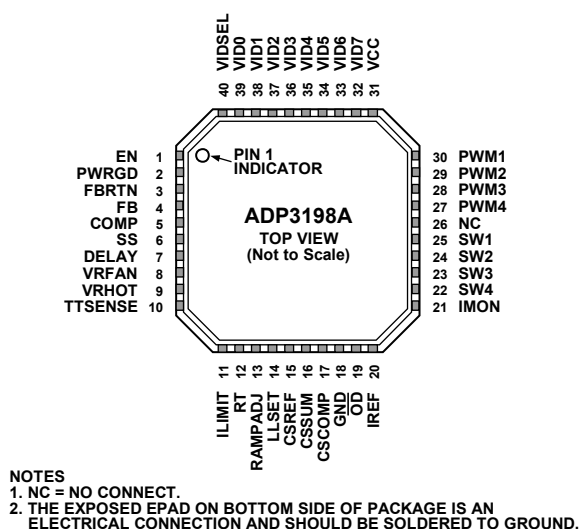 VIDSEL
VID0
VID1
VID2
VID3
VID4
VID5
VID6
VID7
VCC
40
39
38
37
36
35
34
33
32
31
EN 1
PWRGD 2
FBRTN 3
FB 4
COMP 5
SS 6
DELAY 7
VRFAN 8
VRHOT 9
TTSENSE 10
PIN 1
INDICATOR
ADP3198A
TOP VIEW
(Not to Scale)
30 PWM1
29 PWM2
28 PWM3
27 PWM4
26 NC
25 SW1
24 SW2
23 SW3
22 SW4
21 IMON
11
12
13
14
15
16
17
18
19
20
ILIMIT
RT
RAMPADJ
LLSET
CSREF
CSSUM
CSCOMP
GND
OD
IREF
NOTES
1. NC = NO CONNECT.
2. THE EXPOSED EPAD ON BOTTOM SIDE OF PACKAGE IS AN
ELECTRICAL CONNECTION AND SHOULD BE SOLDERED TO GROUND.